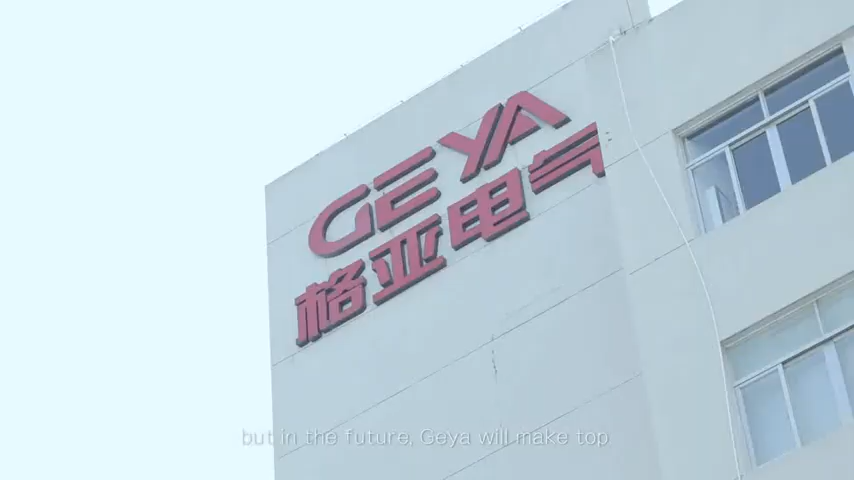 GEYA
格亚电气
but in the future, Geya will make top